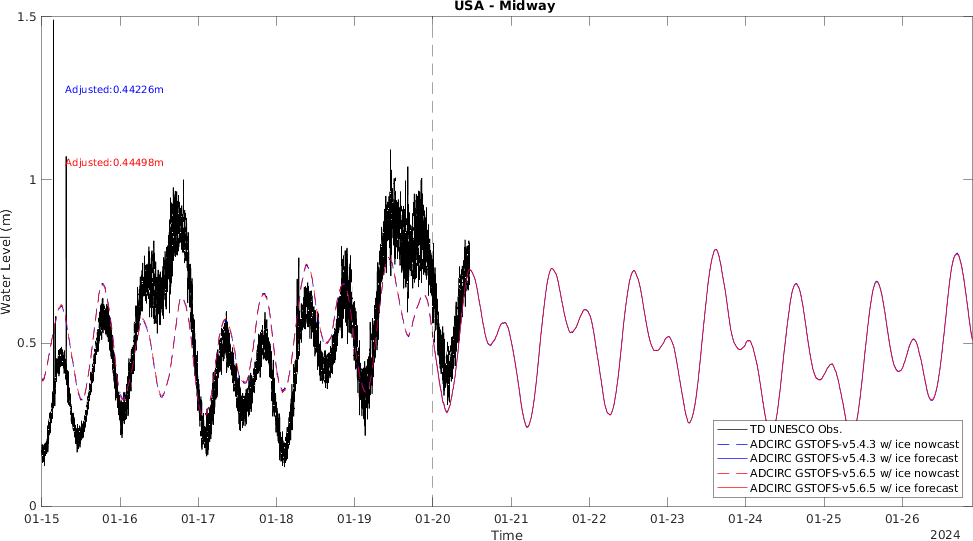 USA - Midway
1.5
Adjusted:0.44226m
Adjusted:0.44498m
1
Water Level (m)
0.5
0
TD UNESCO Obs.
ADCIRC GSTOFS-v5.4.3 w/ ice nowcast
ADCIRC GSTOFS-v5.4.3 w/ ice forecast
ADCIRC GSTOFS-v5.6.5 w/ ice nowcast
ADCIRC GSTOFS-v5.6.5 w/ ice forecast
01-15 01-16 01-17 01-18 01-19 01-20 01-21 01-22 01-23 01-24 01-25 01-26
Time
2024